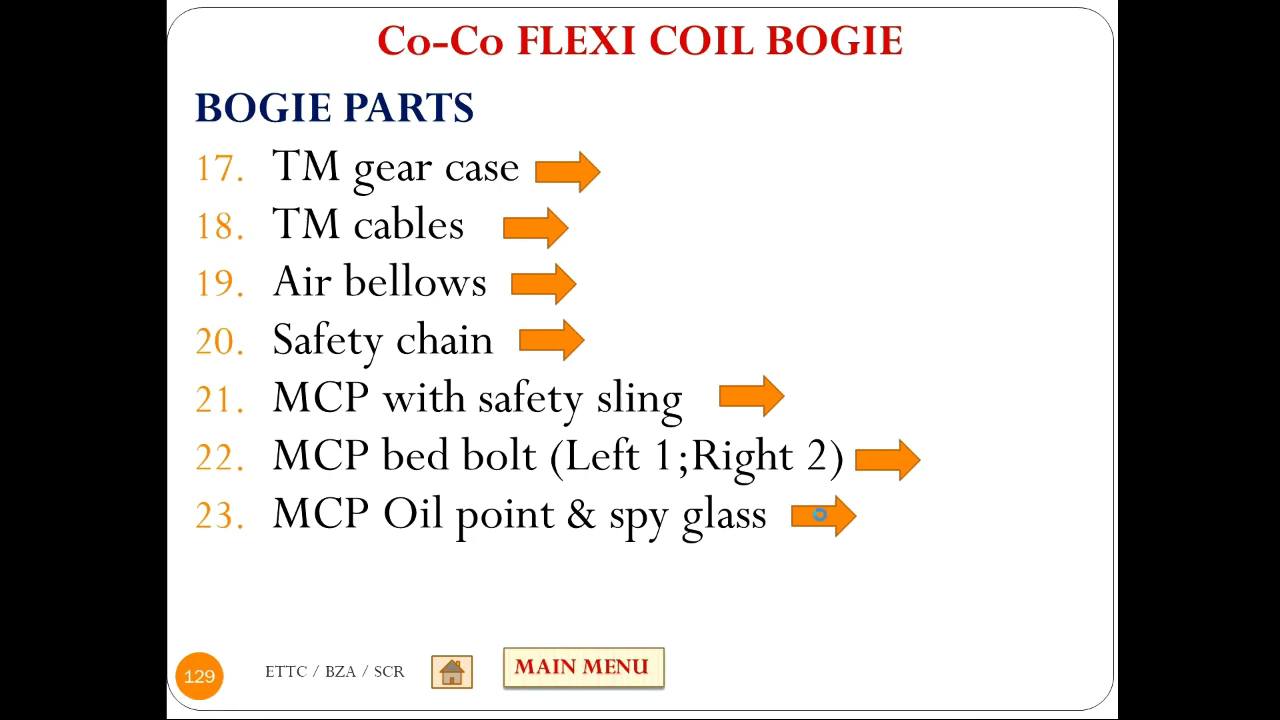 Co-Co FLEXI COIL BOGIE
BOGIE PARTS
17. TM gear case
18. TM cables
19. Air bellows
20. Safety chain
21. MCP with safety sling
22. MCP bed bolt (Left 1;Right 2)
23. MCP Oil point & spy glass
129 ETTC / BZA / SCR MAIN MENU